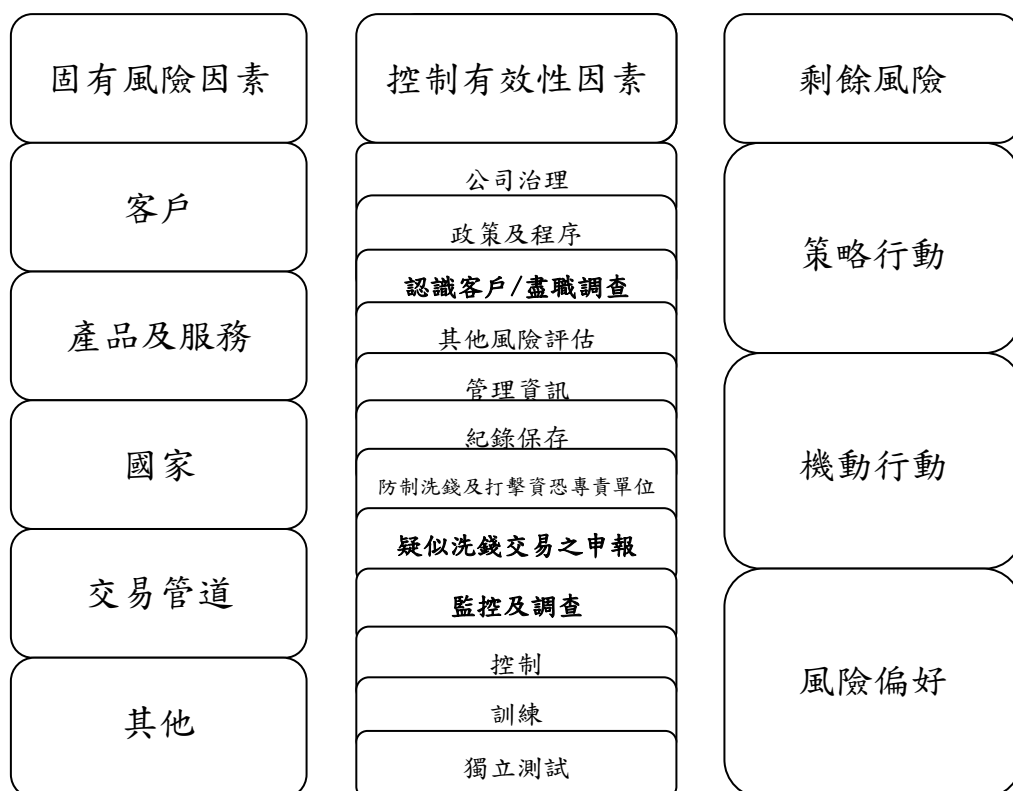 固有風險因素
客戶
產品及服務
國家
交易管道
其他
控制有效性因素
公司治理
政策及程序
認識客戶/盡職調查
其他風險評估
管理資訊
紀錄保存
防制洗錢及打擊資恐專責單位
疑似洗錢交易之申報
監控及調查
控制
訓練
獨立測試
剩餘風險
策略行動
機動行動
風險偏好